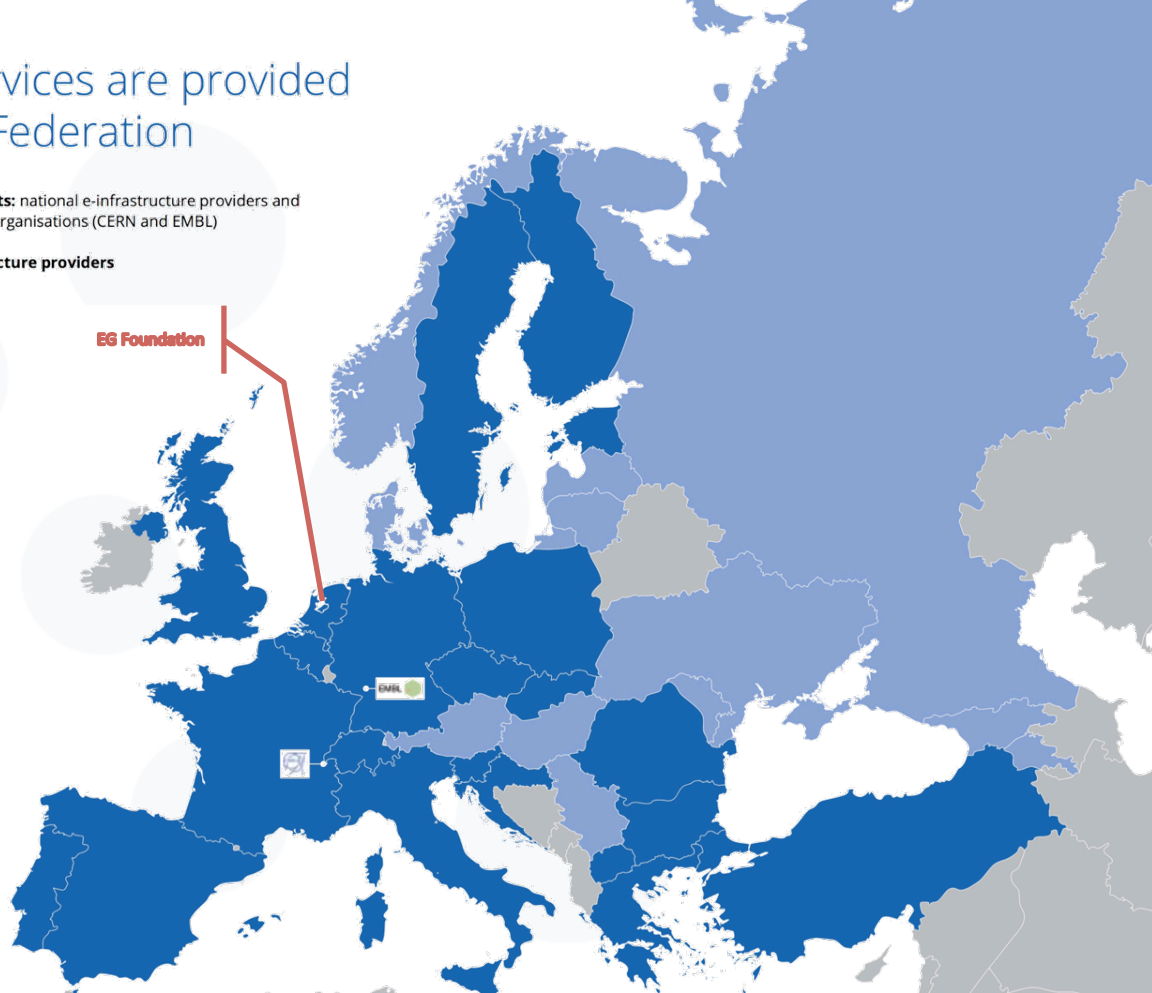 vices are provided
Federation
ts: national e-infrastructure providers and
rganisations (CERN and EMBL)
cture providers
EG Foundation
EMBL